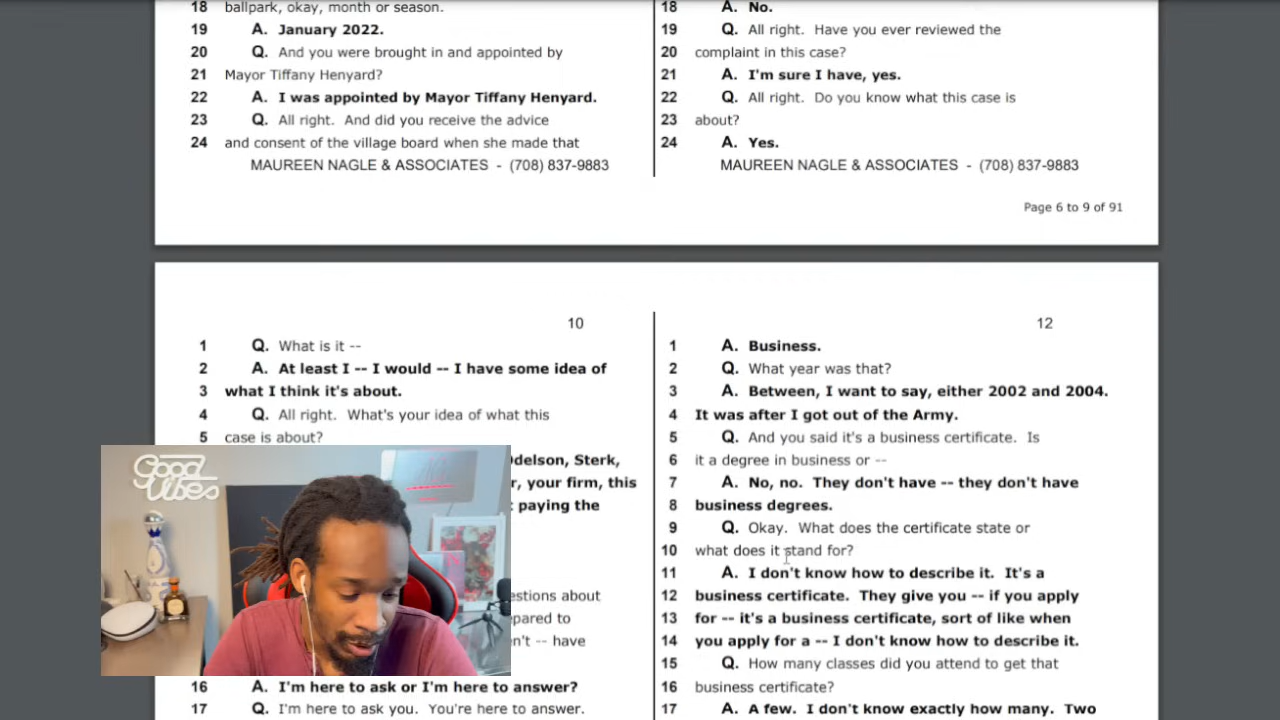 18 ballpark, okay, month or season.
19 A. January 2022.
20 Q. And you were brought in and appointed by
21 Mayor Tiffany Henyard?
22 A. I was appointed by Mayor Tiffany Henyard.
23 Q. All right. And did you receive the advice
24 and consent of the village board when she made that
MAUREEN NAGLE & ASSOCIATES - (708) 837-9883
18 A. No.
19 Q. All right. Have you ever reviewed the
20 complaint in this case?
21 A. I'm sure I have, yes.
22 Q. All right. Do you know what this case is
23 about?
24 A. Yes.
MAUREEN NAGLE & ASSOCIATES - (708) 837-9883
Page 6 to 9 of 91
10
1 Q. What is it --
2 A. At least I -- I would -- I have some idea of
3 what I think it's about.
4 Q. All right. What's your idea of what this
5 case is about?
delson, Sterk,
, your firm, this
paying the
estions about
pared to
n't -- have
16 A. I'm here to ask or I'm here to answer?
17 Q. I'm here to ask you. You're here to answer.
12
1 A. Business.
2 Q. What year was that?
3 A. Between, I want to say, either 2002 and 2004.
4 It was after I got out of the Army.
5 Q. And you said it's a business certificate. Is
6 it a degree in business or --
7 A. No, no. They don't have -- they don't have
8 business degrees.
9 Q. Okay. What does the certificate state or
10 what does it stand for?
11 A. I don't know how to describe it. It's a
12 business certificate. They give you -- if you apply
13 for -- it's a business certificate, sort of like when
14 you apply for a -- I don't know how to describe it.
15 Q. How many classes did you attend to get that
16 business certificate?
17 A. A few. I don't know exactly how many. Two
Good
Vibes